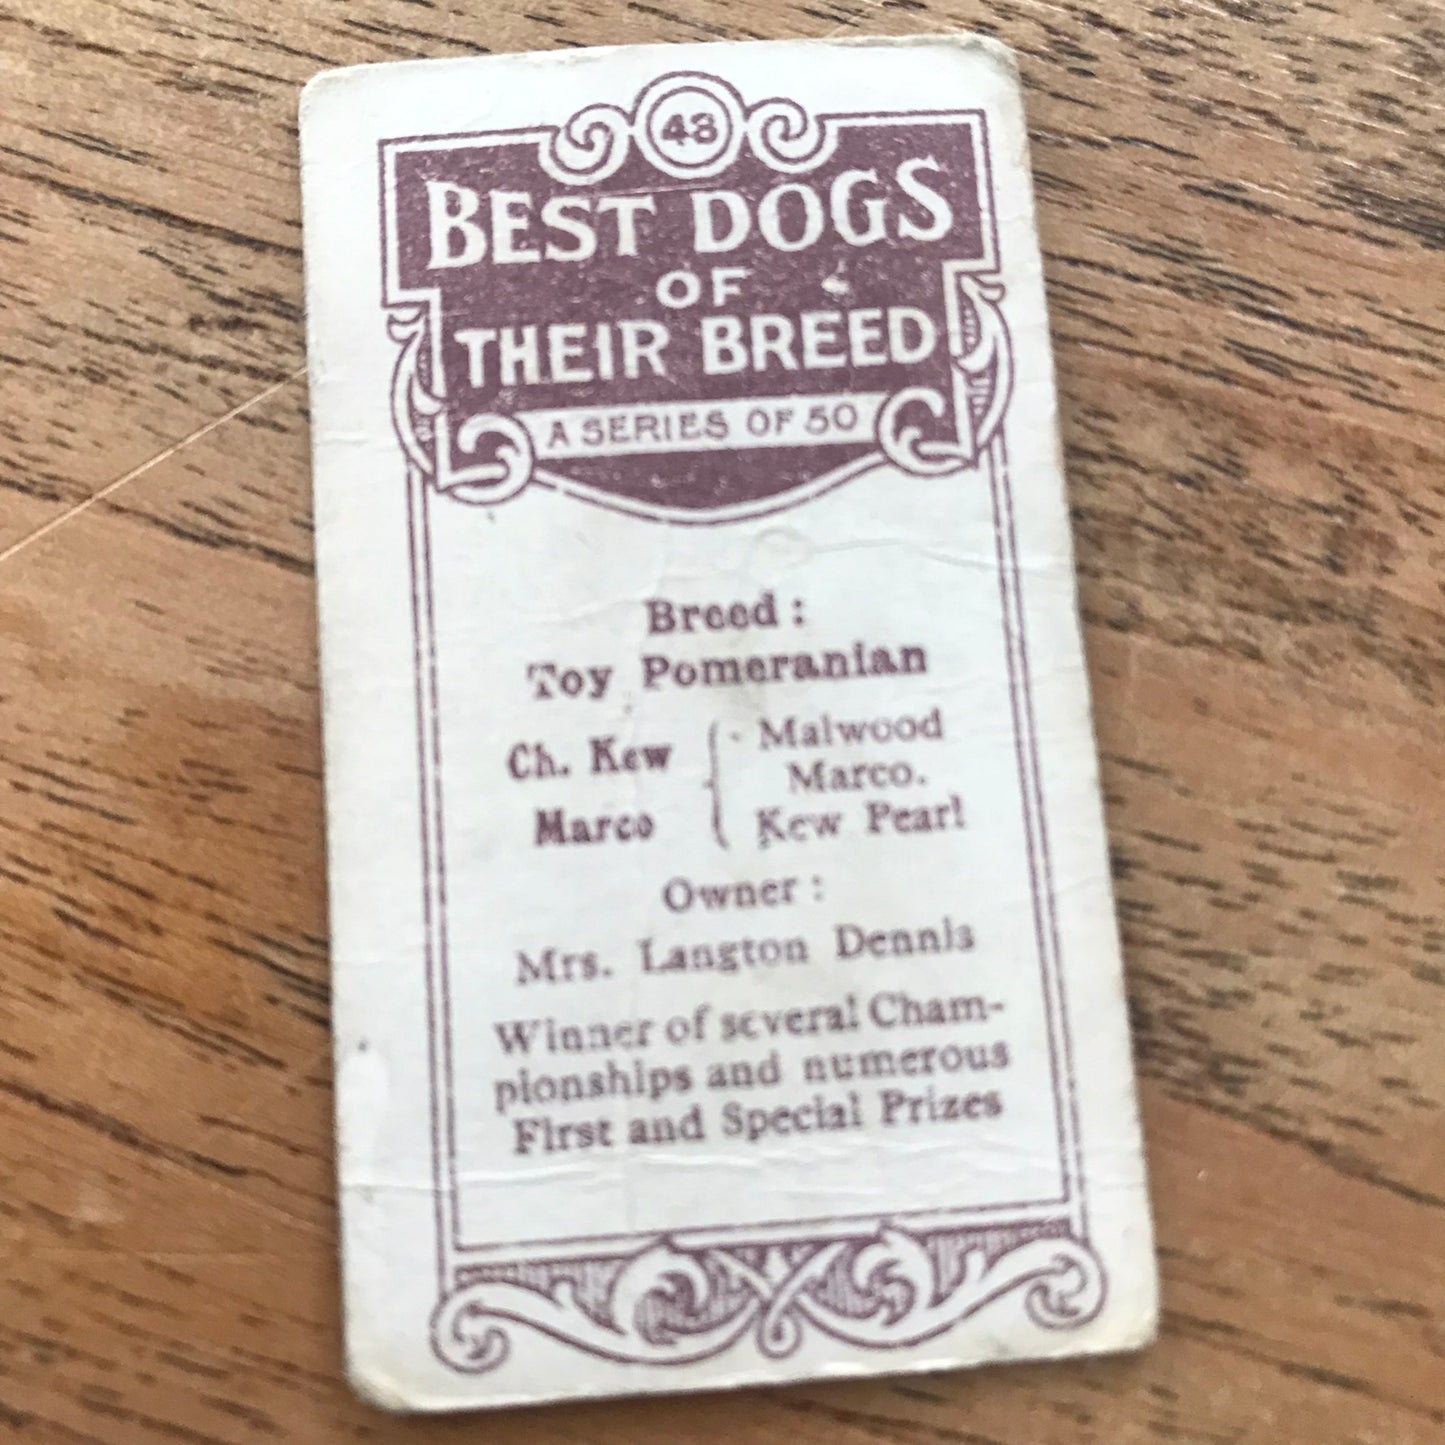 43
BEST DOGS
OF
THEIR BREED
A SERIES OF 50
Breed :
Toy Pomeranian
Ch. Kew Marco { Malwood Marco.
Kew Pearl
Owner :
Mrs. Langton Dennis
Winner of several Cham-
pionships and numerous
First and Special Prizes